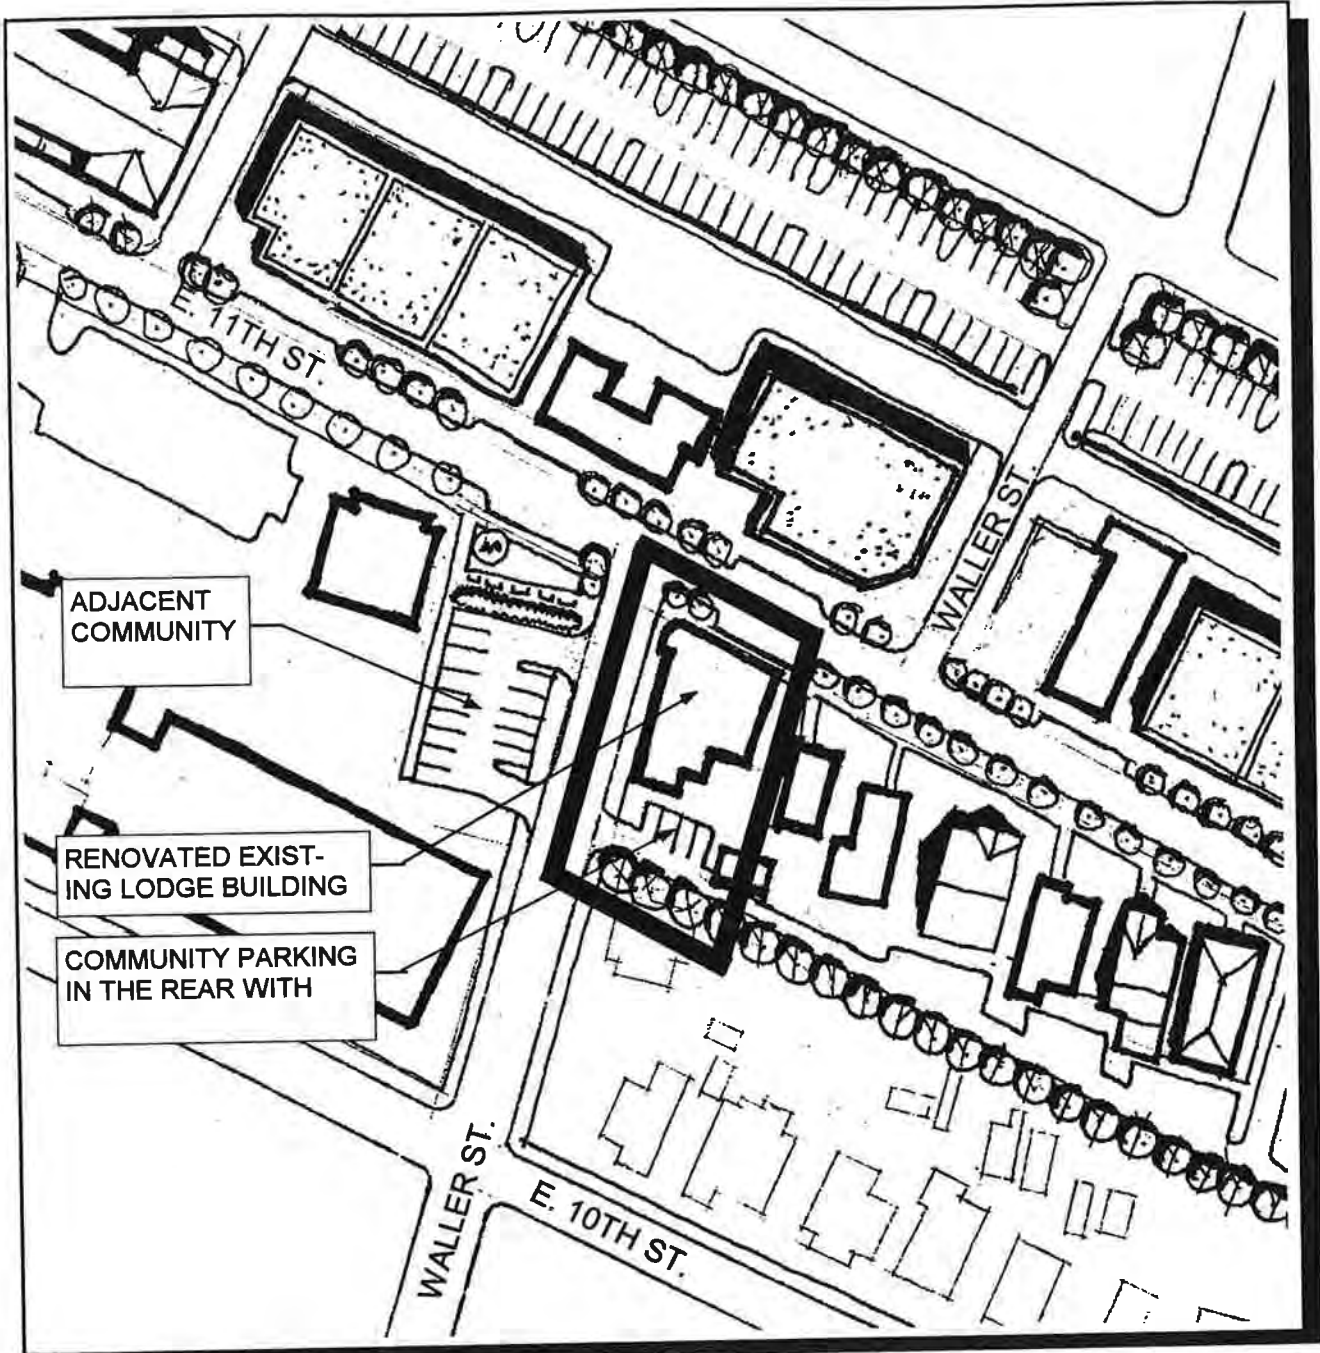 E. 11TH ST.
WALLER ST.
ADJACENT
COMMUNITY
RENOVATED EXIST-
ING LODGE BUILDING
COMMUNITY PARKING
IN THE REAR WITH
WALLER ST.
E. 10TH ST.